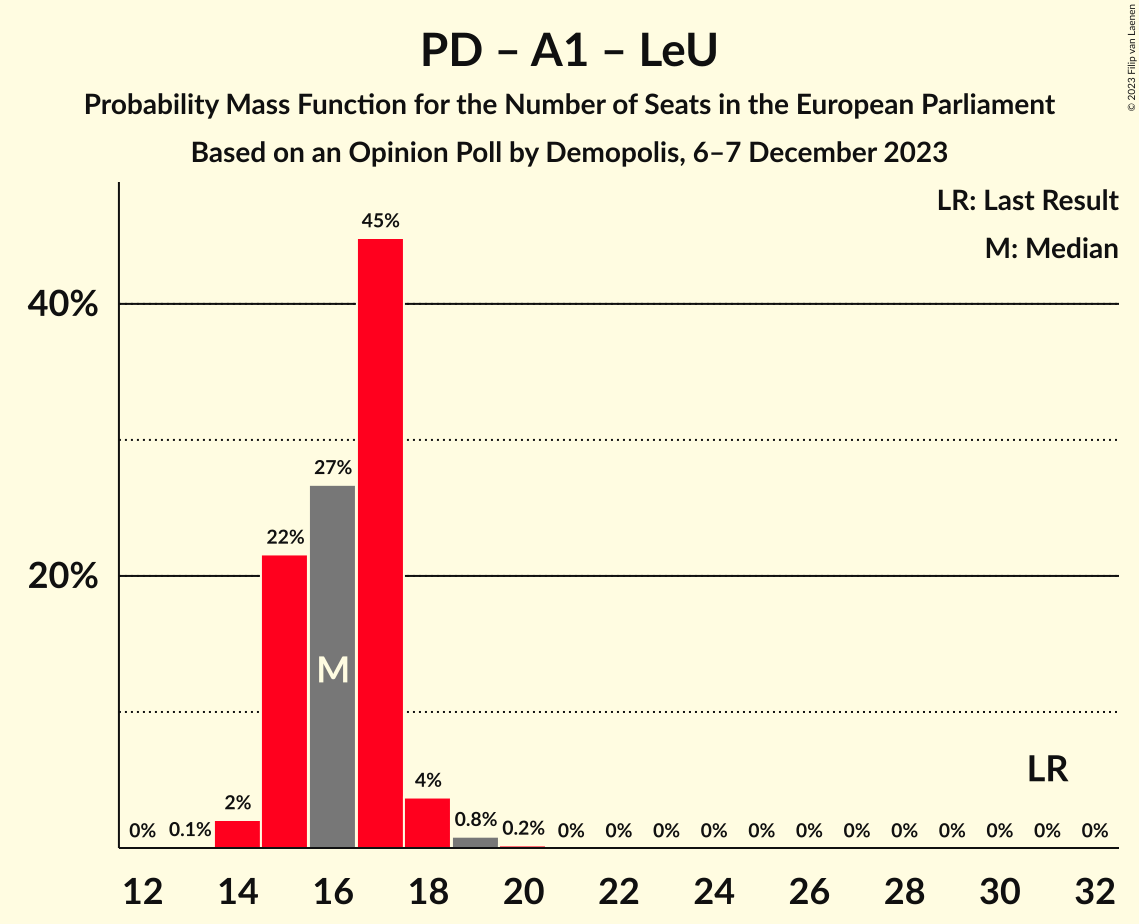 PD – A1 – LeU
Probability Mass Function for the Number of Seats in the European Parliament
Based on an Opinion Poll by Demopolis, 6–7 December 2023
© 2023 Filip van Laenen
LR: Last Result
M: Median
40%
20%
0% 0.1% 2% 22% 27% 45% 4% 0.8% 0.2% 0% 0% 0% 0% 0% 0% 0% 0% 0% 0% 0% 0%
M
LR
12 14 16 18 20 22 24 26 28 30 32